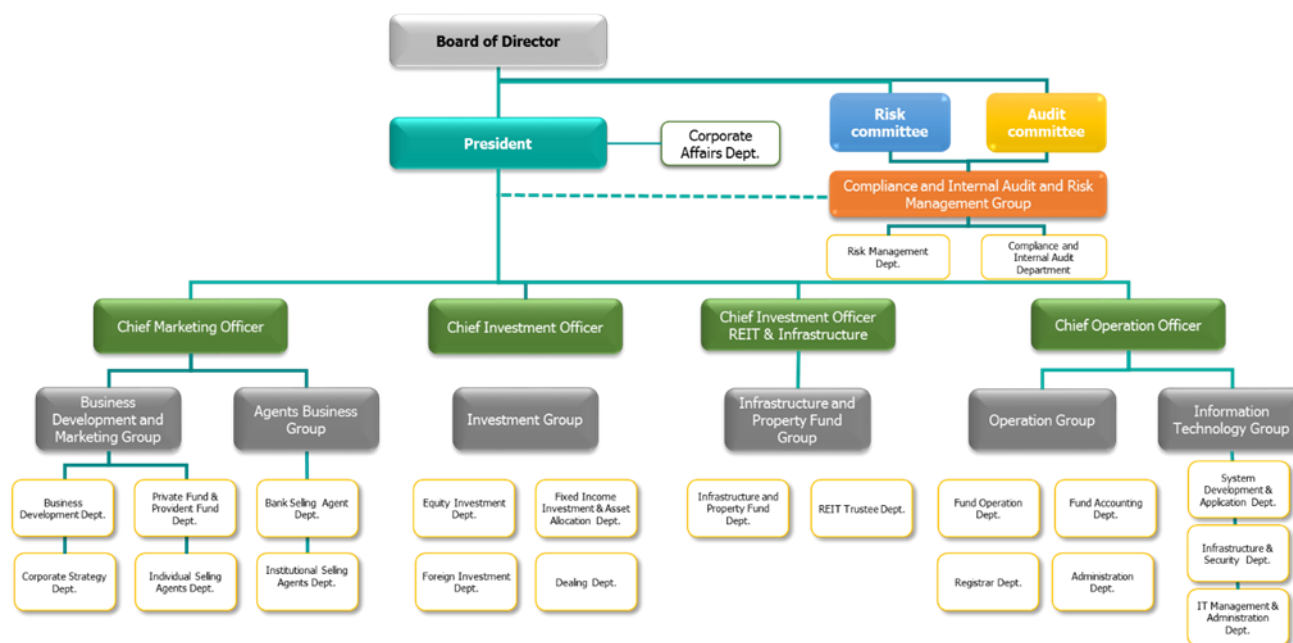 Board of Director
Risk
committee
Audit
committee
President
Corporate
Affairs Dept.
Compliance and Internal Audit and Risk
Management Group
Risk Management
Dept.
Compliance and
Internal Audit
Department
Chief Marketing Officer
Chief Investment Officer
Chief Investment Officer
REIT & Infrastructure
Chief Operation Officer
Business
Development and
Marketing Group
Agents Business
Group
Investment Group
Infrastructure and
Property Fund
Group
Operation Group
Information
Technology Group
Business
Development Dept.
Private Fund &
Provident Fund
Dept.
Bank Seling Agent
Dept.
Equity Investment
Dept.
Fixed Income
Investment & Asset
Allocation Dept.
Infrastructure and
Property Fund
Dept.
REIT Trustee Dept.
Fund Operation
Dept.
Fund Accounting
Dept.
System
Development &
Application Dept.
Corporate Strategy
Dept.
Individual Seling
Agents Dept.
Institutional Seling
Agents Dept.
Foreign Investment
Dept.
Dealing Dept.
Registrar Dept.
Administration Dept.
Infrastructure &
Security Dept.
IT Management &
Administration
Dept.